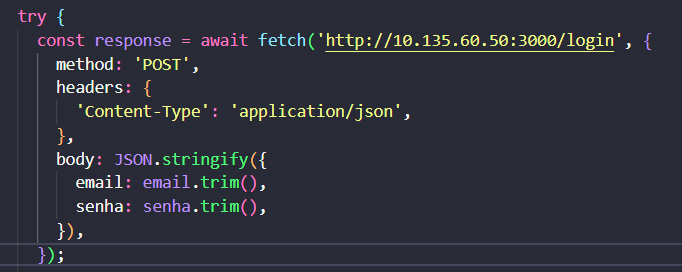 try {
const response = await fetch('http://10.135.60.50:3000/login', {
method: 'POST',
headers: {
'Content-Type': 'application/json',
},
body: JSON.stringify({
email: email.trim(),
senha: senha.trim(),
}),
});